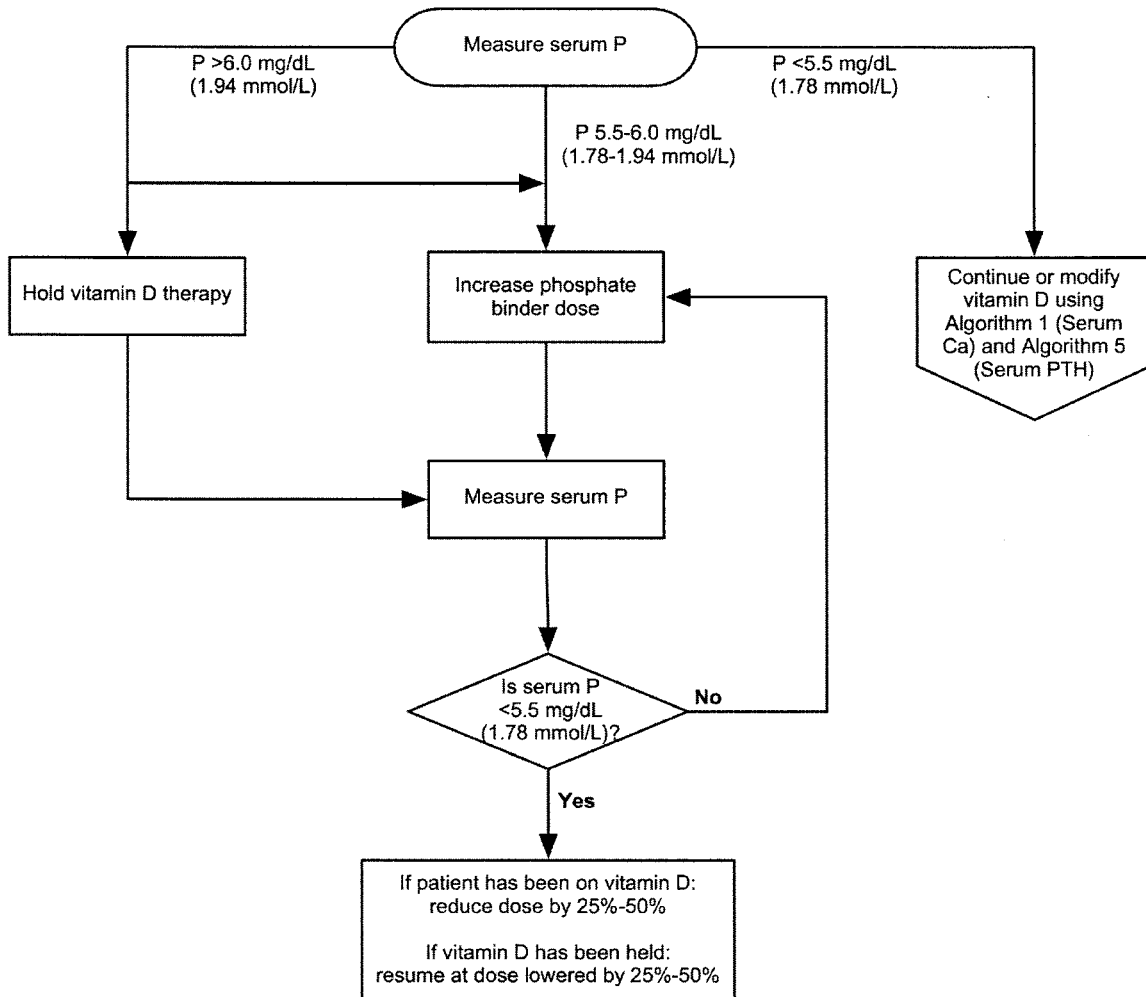 Measure serum P
P >6.0 mg/dL
(1.94 mmol/L)
P <5.5 mg/dL
(1.78 mmol/L)
P 5.5-6.0 mg/dL
(1.78-1.94 mmol/L)
Hold vitamin D therapy
Increase phosphate
binder dose
Continue or modify
vitamin D using
Algorithm 1 (Serum
Ca) and Algorithm 5
(Serum PTH)
Measure serum P
Is serum P
<5.5 mg/dL
(1.78 mmol/L)?
No
Yes
If patient has been on vitamin D:
reduce dose by 25%-50%
If vitamin D has been held:
resume at dose lowered by 25%-50%